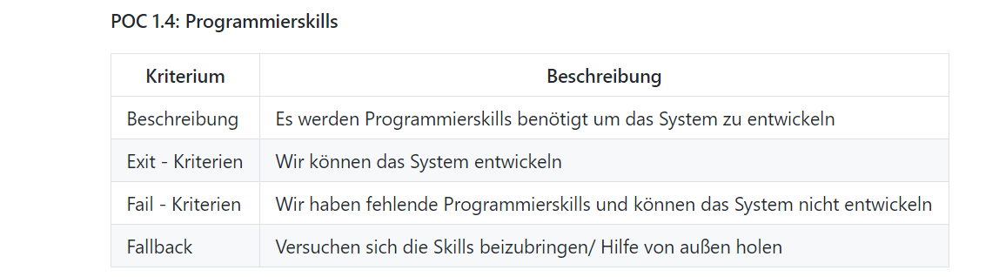 POC 1.4: Programmierskills
Kriterium Beschreibung
Beschreibung Es werden Programmierskills benötigt um das System zu entwickeln
Exit - Kriterien Wir können das System entwickeln
Fail - Kriterien Wir haben fehlende Programmierskills und können das System nicht entwickeln
Fallback Versuchen sich die Skills beizubringen/ Hilfe von außen holen